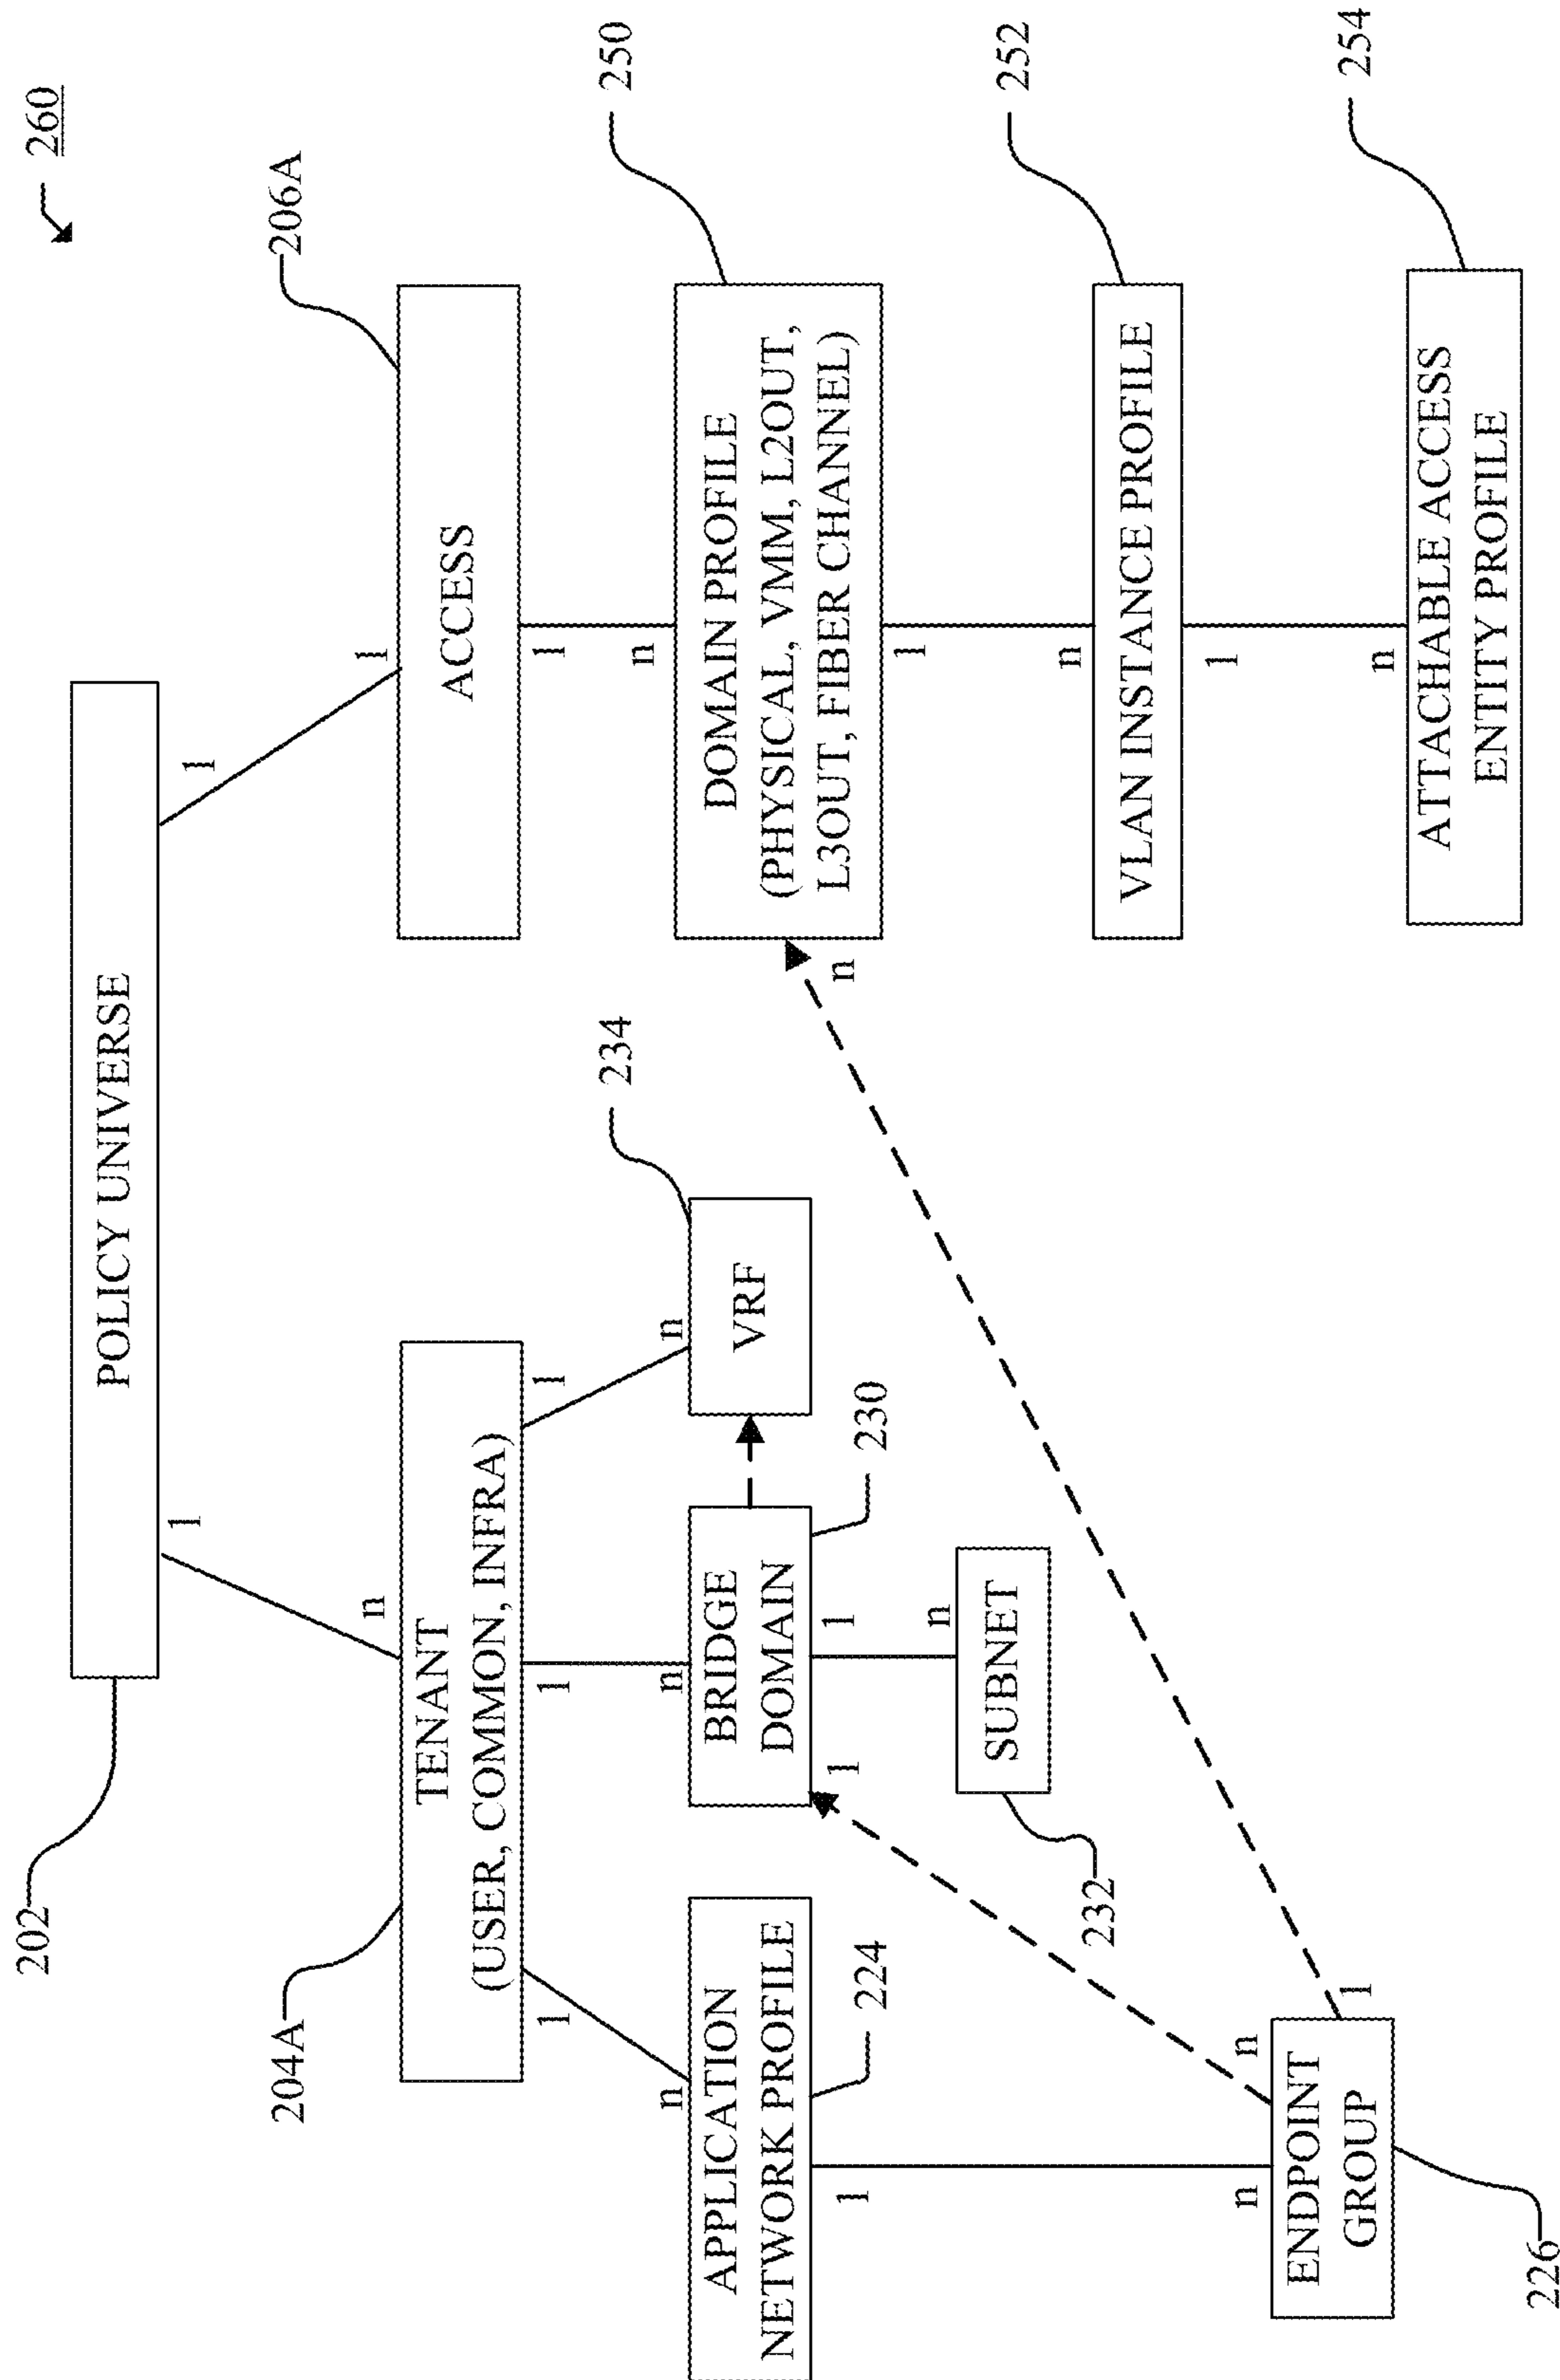 260
POLICY UNIVERSE
202
1
1
n
1
204A
TENANT
(USER, COMMON, INFRA)
206A
ACCESS
1
1
1
1
n
n
n
n
APPLICATION
NETWORK PROFILE
224
BRIDGE
DOMAIN
230
VRF
234
DOMAIN PROFILE
(PHYSICAL, VMM, L2OUT,
L3OUT, FIBER CHANNEL)
250
1
1
1
n
1
n
SUBNET
232
n
VLAN INSTANCE PROFILE
252
1
n
n
n
ENDPOINT
GROUP
1
226
ATTACHABLE ACCESS
ENTITY PROFILE
254